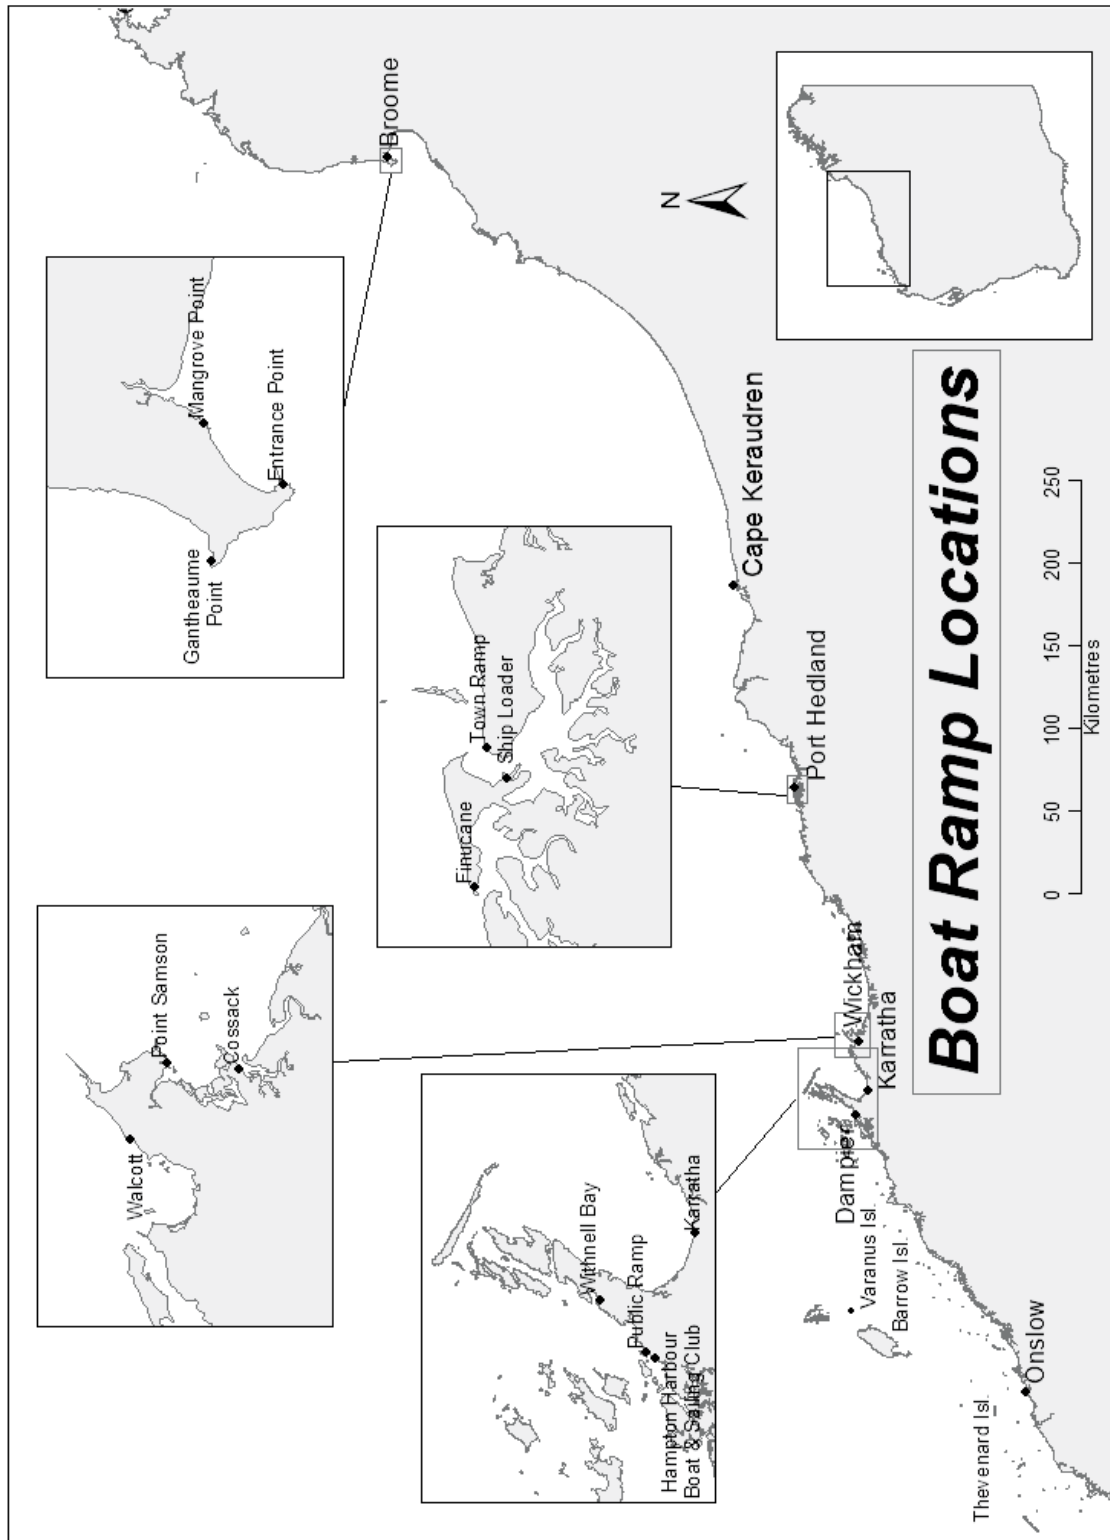 Broome
N
Mangrove Point
Entrance Point
Gantheaume
Point
Cape Keraudren
Town Ramp
Ship Loader
Finucane
Port Hedland
Point Samson
Cossack
Walcott
Wickham
Karratha
Dampier
Withnell Bay
Public Ramp
Karratha
Hampton Harbour
Boat & Sailing Club
Varanus Isl.
Barrow Isl.
Onslow
Thevenard Isl.
Boat Ramp Locations
0 50 100 150 200 250
Kilometres